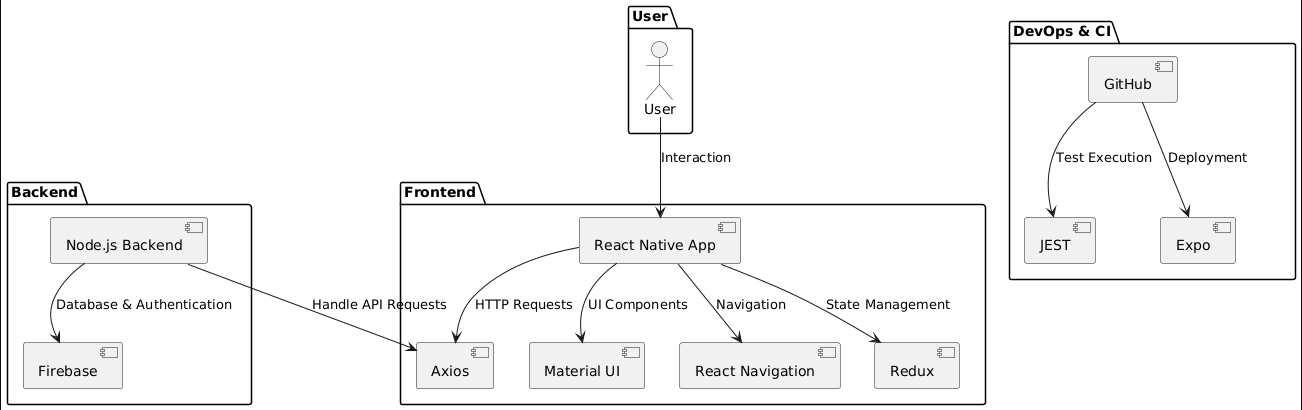 User
User
Interaction
DevOps & CI
GitHub
Test Execution
Deployment
JEST
Expo
Backend
Node.js Backend
Database & Authentication
Handle API Requests
Firebase
Frontend
React Native App
HTTP Requests
UI Components
Navigation
State Management
Axios
Material UI
React Navigation
Redux